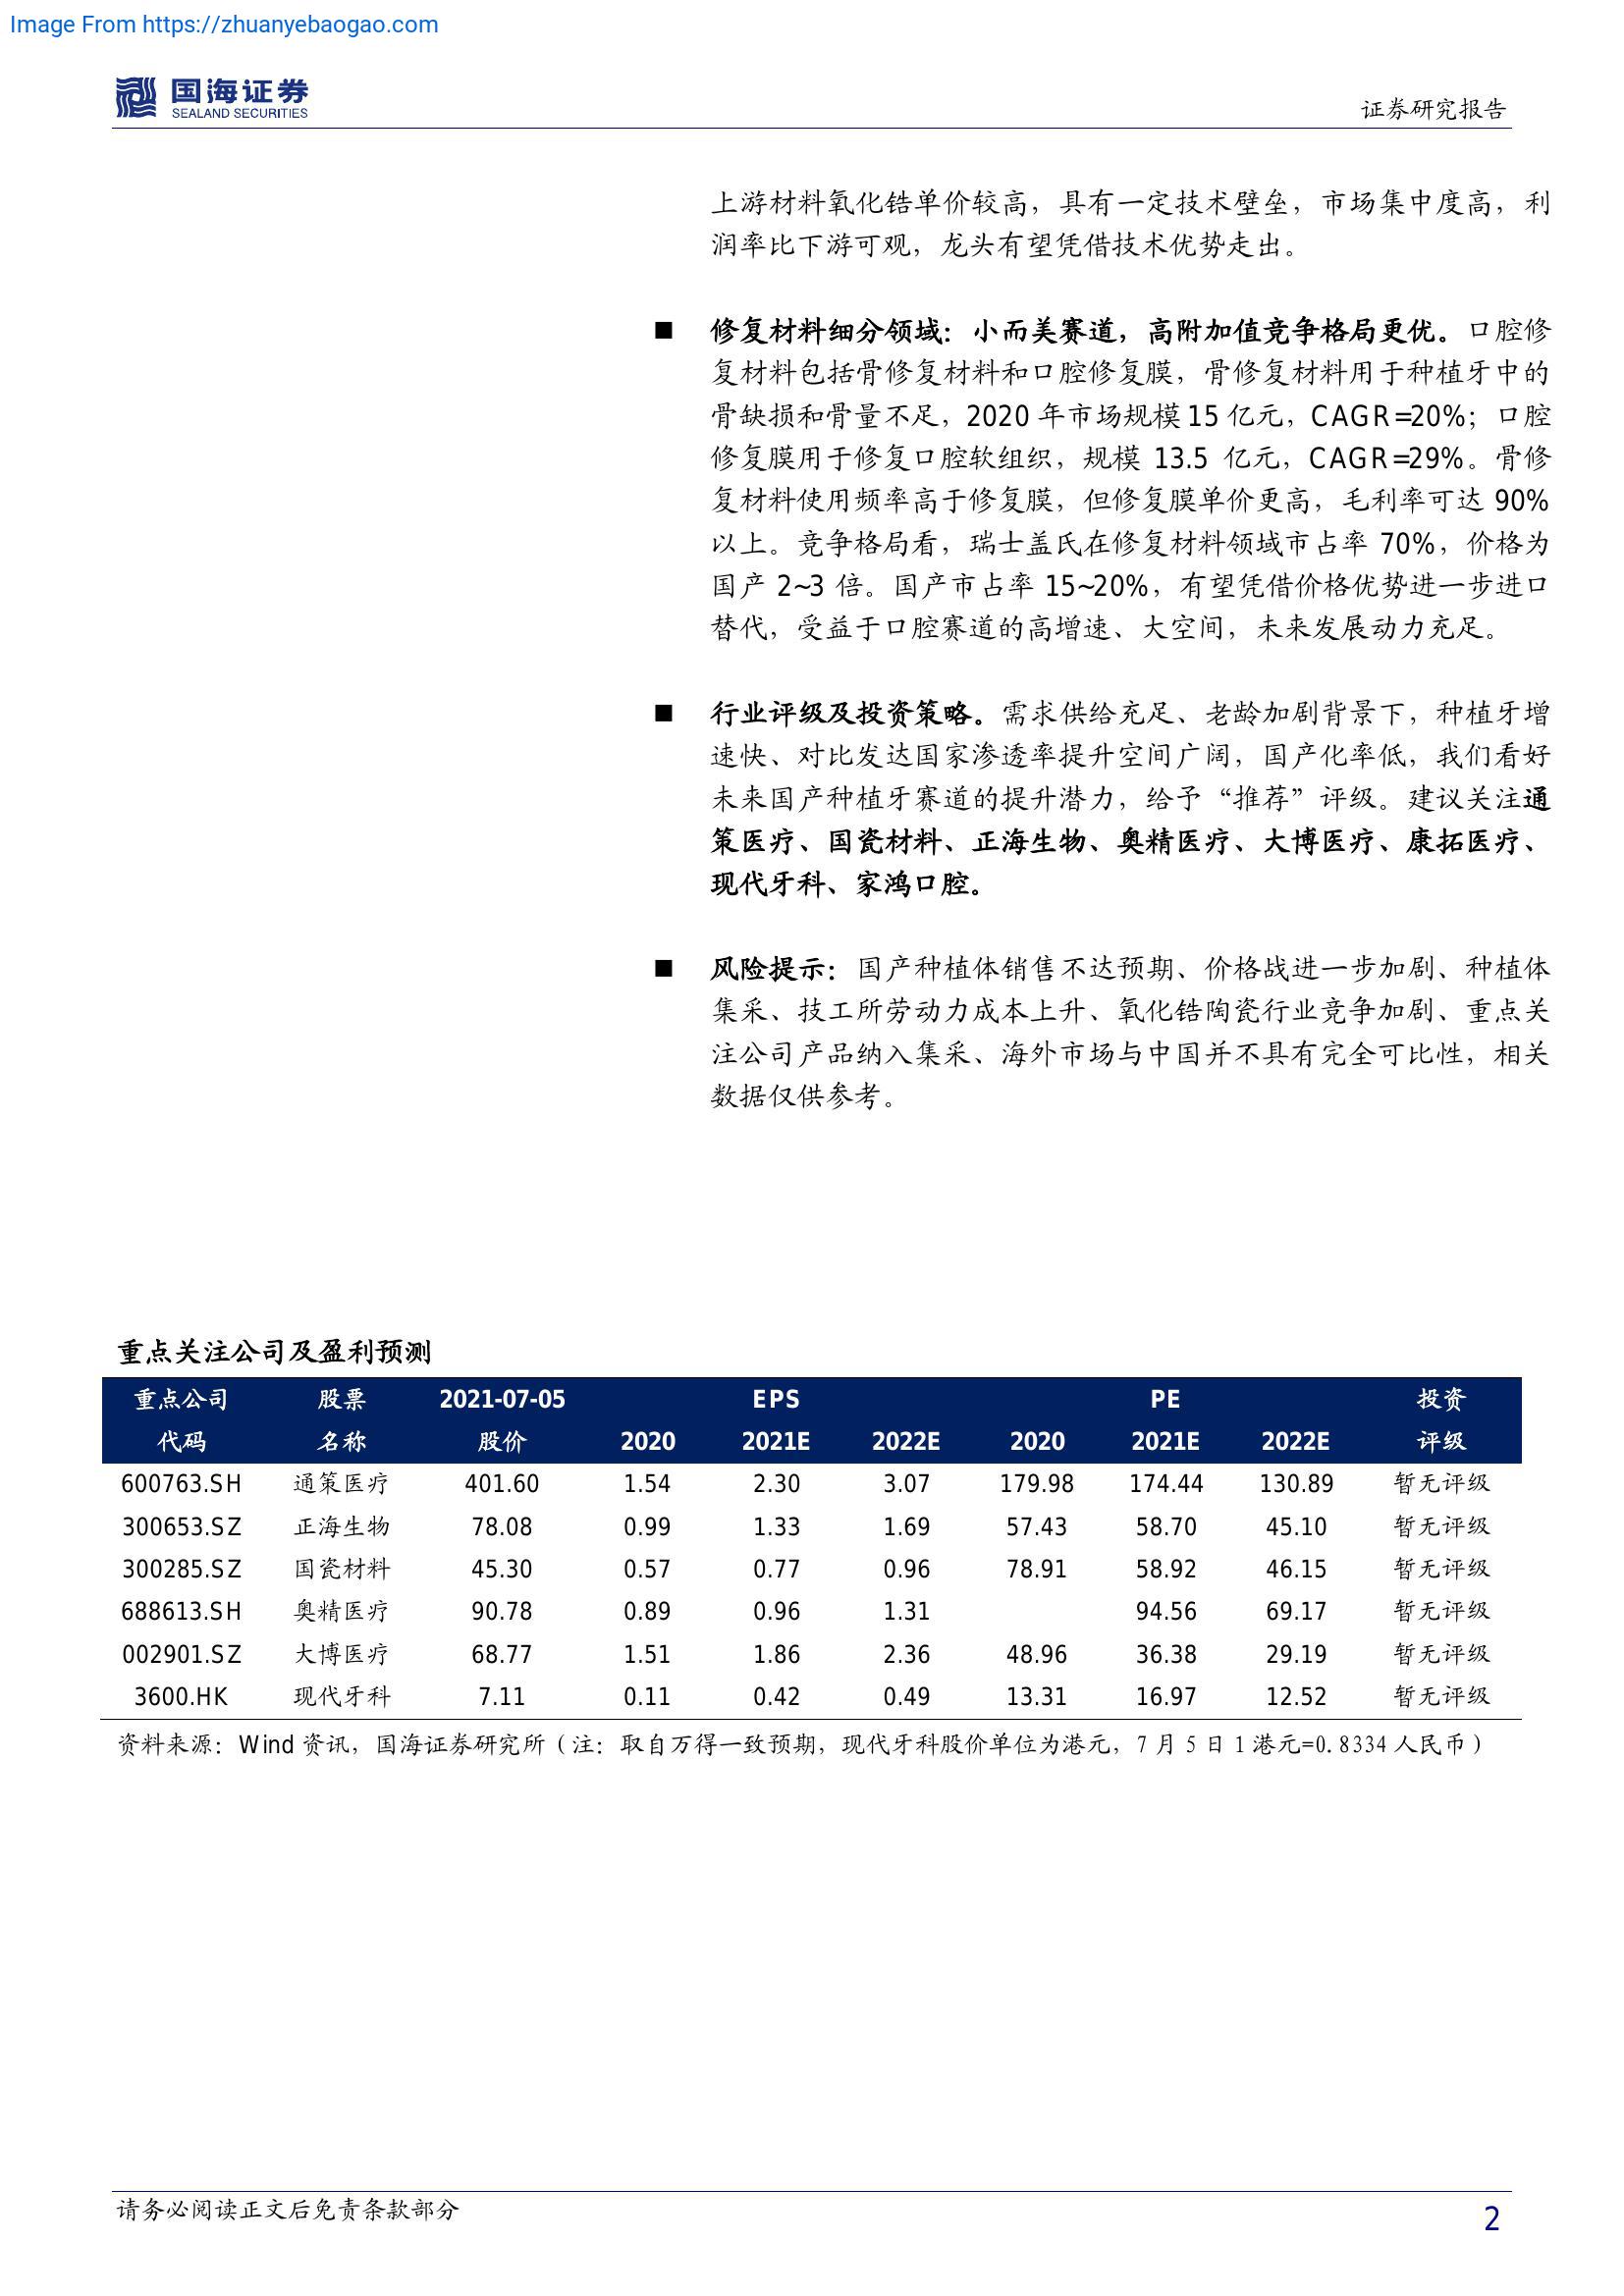 Image From https://zhuanyebaogao.com
国海证券
SEALAND SECURITIES
证券研究报告
上游材料氧化锆单价较高，具有一定技术壁垒，市场集中度高，利
润率比下游可观，龙头有望凭借技术优势走出。
■ 修复材料细分领域：小而美赛道，高附加值竞争格局更优。口腔修
复材料包括骨修复材料和口腔修复膜，骨修复材料用于种植牙中的
骨缺损和骨量不足，2020 年市场规模 15 亿元，CAGR=20%；口腔
修复膜用于修复口腔软组织，规模 13.5 亿元，CAGR=29%。骨修
复材料使用频率高于修复膜，但修复膜单价更高，毛利率可达 90%
以上。竞争格局看，瑞士盖氏在修复材料领域市占率 70%，价格为
国产 2~3 倍。国产市占率 15~20%，有望凭借价格优势进一步进口
替代，受益于口腔赛道的高增速、大空间，未来发展动力充足。
■ 行业评级及投资策略。需求供给充足、老龄加剧背景下，种植牙增
速快、对比发达国家渗透率提升空间广阔，国产化率低，我们看好
未来国产种植牙赛道的提升潜力，给予“推荐”评级。建议关注通
策医疗、国瓷材料、正海生物、奥精医疗、大博医疗、康拓医疗、
现代牙科、家鸿口腔。
■ 风险提示：国产种植体销售不达预期、价格战进一步加剧、种植体
集采、技工所劳动力成本上升、氧化锆陶瓷行业竞争加剧、重点关
注公司产品纳入集采、海外市场与中国并不具有完全可比性，相关
数据仅供参考。
重点关注公司及盈利预测
重点公司 股票 2021-07-05 EPS PE 投资
代码 名称 股价 2020 2021E 2022E 2020 2021E 2022E 评级
600763.SH 通策医疗 401.60 1.54 2.30 3.07 179.98 174.44 130.89 暂无评级
300653.SZ 正海生物 78.08 0.99 1.33 1.69 57.43 58.70 45.10 暂无评级
300285.SZ 国瓷材料 45.30 0.57 0.77 0.96 78.91 58.92 46.15 暂无评级
688613.SH 奥精医疗 90.78 0.89 0.96 1.31 94.56 69.17 暂无评级
002901.SZ 大博医疗 68.77 1.51 1.86 2.36 48.96 36.38 29.19 暂无评级
3600.HK 现代牙科 7.11 0.11 0.42 0.49 13.31 16.97 12.52 暂无评级
资料来源：Wind 资讯，国海证券研究所（注：取自万得一致预期，现代牙科股价单位为港元，7 月 5 日 1 港元=0.8334 人民币）
请务必阅读正文后免责条款部分
2